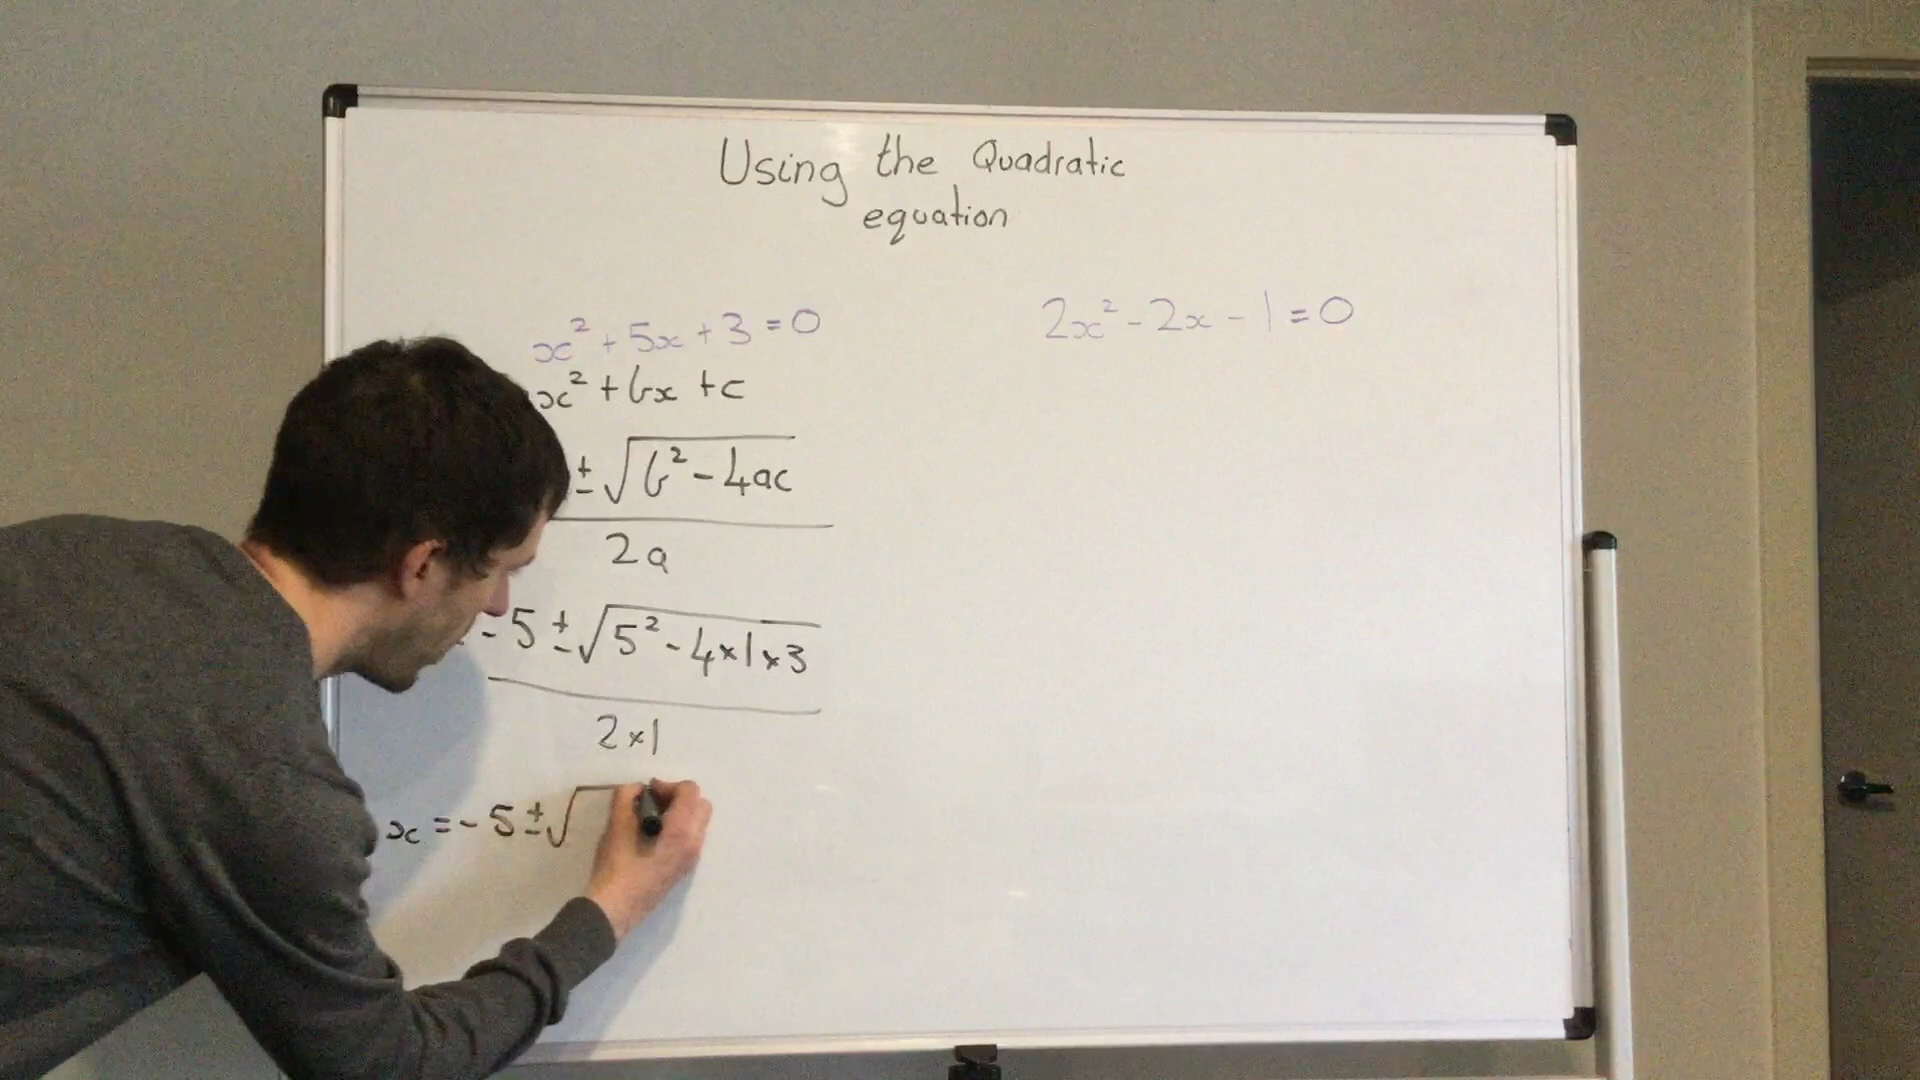 Using the Quadratic
equation
x² + 5x + 3 = 0
x² + bx + c
± √b² - 4ac
2a
- 5 ± √5² - 4×1×3
2×1
x = - 5 ± √
2x² - 2x - 1 = 0